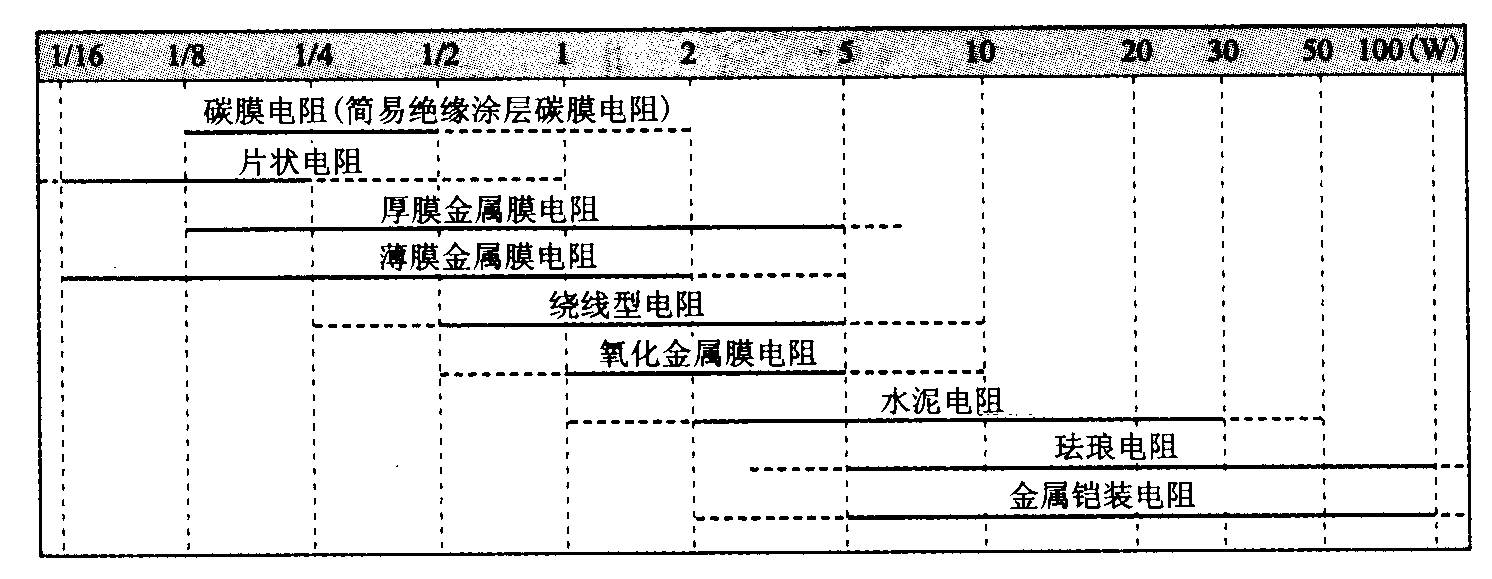 1/16 1/8 1/4 1/2 1 2 5 10 20 30 50 100(W)
碳膜电阻(简易绝缘涂层碳膜电阻)
片状电阻
厚膜金属膜电阻
薄膜金属膜电阻
绕线型电阻
氧化金属膜电阻
水泥电阻
珐琅电阻
金属铠装电阻